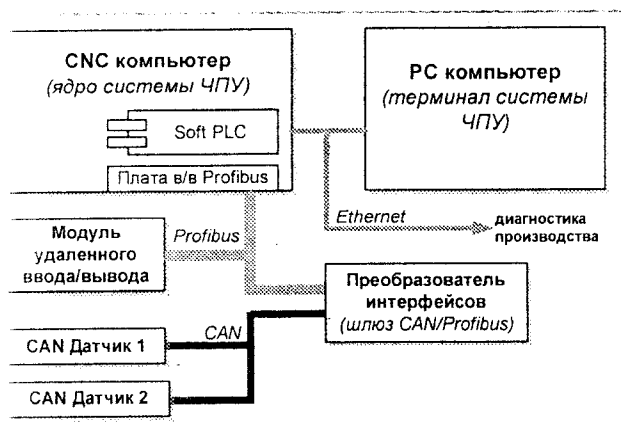 CNC компьютер
(ядро системы ЧПУ)
Soft PLC
Плата в/в Profibus
PC компьютер
(терминал системы
ЧПУ)
Ethernet
диагностика
производства
Модуль
удаленного
ввода/вывода
Profibus
Преобразователь
интерфейсов
(шлюз CAN/Profibus)
CAN
CAN Датчик 1
CAN Датчик 2